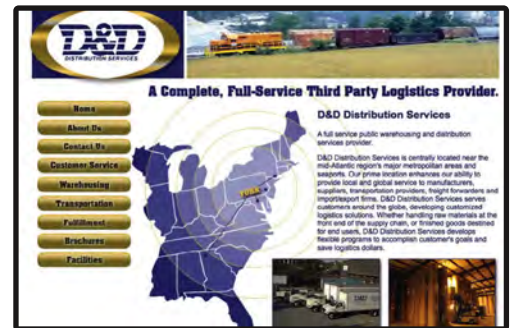 D&D
DISTRIBUTION SERVICES
A Complete, Full-Service Third Party Logistics Provider.
Home
About Us
Contact Us
Customer Service
Warehousing
Transportation
Fulfillment
Brochures
Facilities
YORK
D&D Distribution Services
A full service public warehousing and distribution
services provider.
D&D Distribution Services is centrally located near the
mid-Atlantic region's major metropolitan areas and
seaports. Our prime location enhances our ability to
provide local and global service to manufacturers,
suppliers, transportation providers, freight forwarders and
import/export firms. D&D Distribution Services serves
customers around the globe, developing customized
logistics solutions. Whether handling raw materials at the
front end of the supply chain, or finished goods destined
for end users, D&D Distribution Services develops
flexible programs to accomplish customer's goals and
save logistics dollars.
D&D